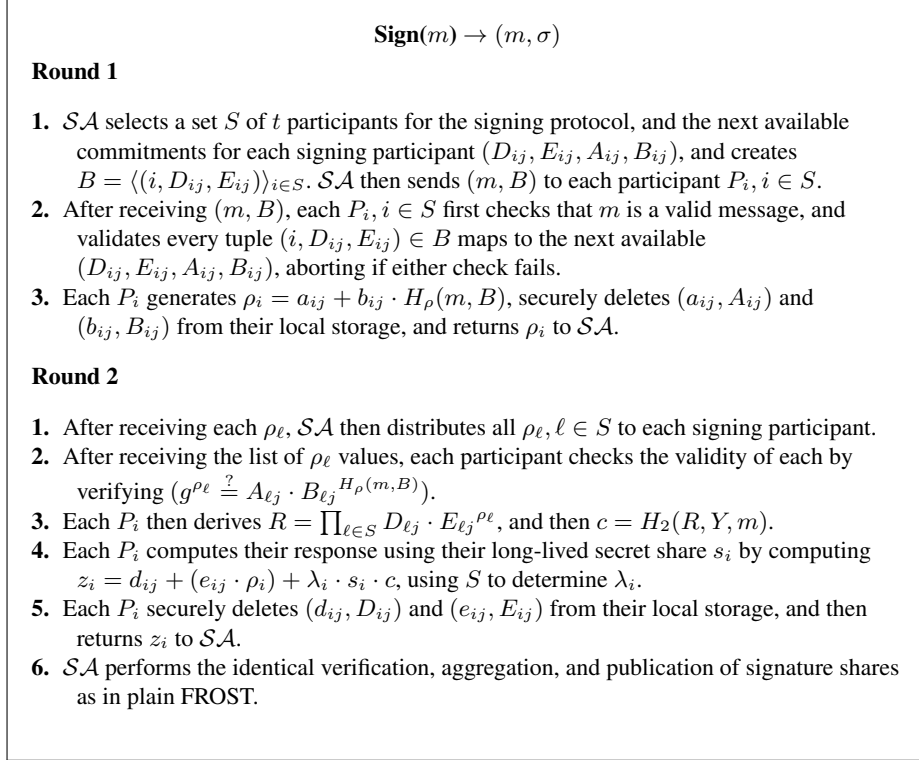 Sign(m) → (m, σ)
Round 1
1. 𝒮𝒜 selects a set S of t participants for the signing protocol, and the next available
commitments for each signing participant (D_{ij}, E_{ij}, A_{ij}, B_{ij}), and creates
B = ⟨(i, D_{ij}, E_{ij})⟩_{i∈S}. 𝒮𝒜 then sends (m, B) to each participant P_i, i ∈ S.
2. After receiving (m, B), each P_i, i ∈ S first checks that m is a valid message, and
validates every tuple (i, D_{ij}, E_{ij}) ∈ B maps to the next available
(D_{ij}, E_{ij}, A_{ij}, B_{ij}), aborting if either check fails.
3. Each P_i generates ρ_i = a_{ij} + b_{ij} · H_ρ(m, B), securely deletes (a_{ij}, A_{ij}) and
(b_{ij}, B_{ij}) from their local storage, and returns ρ_i to 𝒮𝒜.
Round 2
1. After receiving each ρ_ℓ, 𝒮𝒜 then distributes all ρ_ℓ, ℓ ∈ S to each signing participant.
2. After receiving the list of ρ_ℓ values, each participant checks the validity of each by
verifying (g^{ρ_ℓ} ≟ A_{ℓj} · B_{ℓj}^{H_ρ(m,B)}).
3. Each P_i then derives R = ∏_{ℓ∈S} D_{ℓj} · E_{ℓj}^{ρ_ℓ}, and then c = H_2(R, Y, m).
4. Each P_i computes their response using their long-lived secret share s_i by computing
z_i = d_{ij} + (e_{ij} · ρ_i) + λ_i · s_i · c, using S to determine λ_i.
5. Each P_i securely deletes (d_{ij}, D_{ij}) and (e_{ij}, E_{ij}) from their local storage, and then
returns z_i to 𝒮𝒜.
6. 𝒮𝒜 performs the identical verification, aggregation, and publication of signature shares
as in plain FROST.